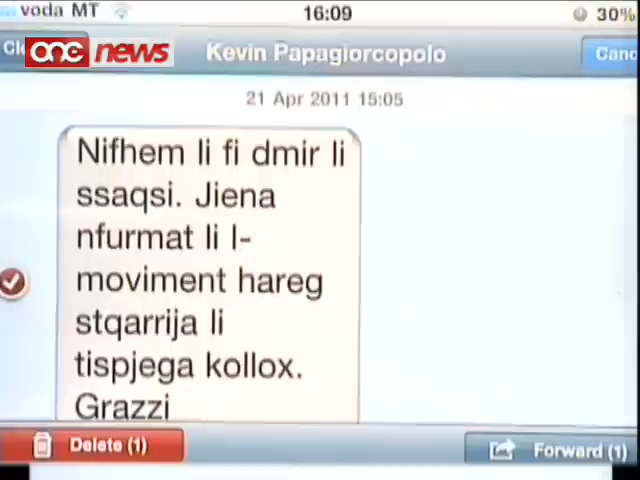 voda MT 16:09 30%
one news
Kevin Papagiorcopolo
21 Apr 2011 15:05
Nifhem li fi dmir li
ssaqsi. Jiena
nfurmat li l-
moviment hareg
stqarrija li
tispjega kollox.
Grazzi
Delete (1) Forward (1)